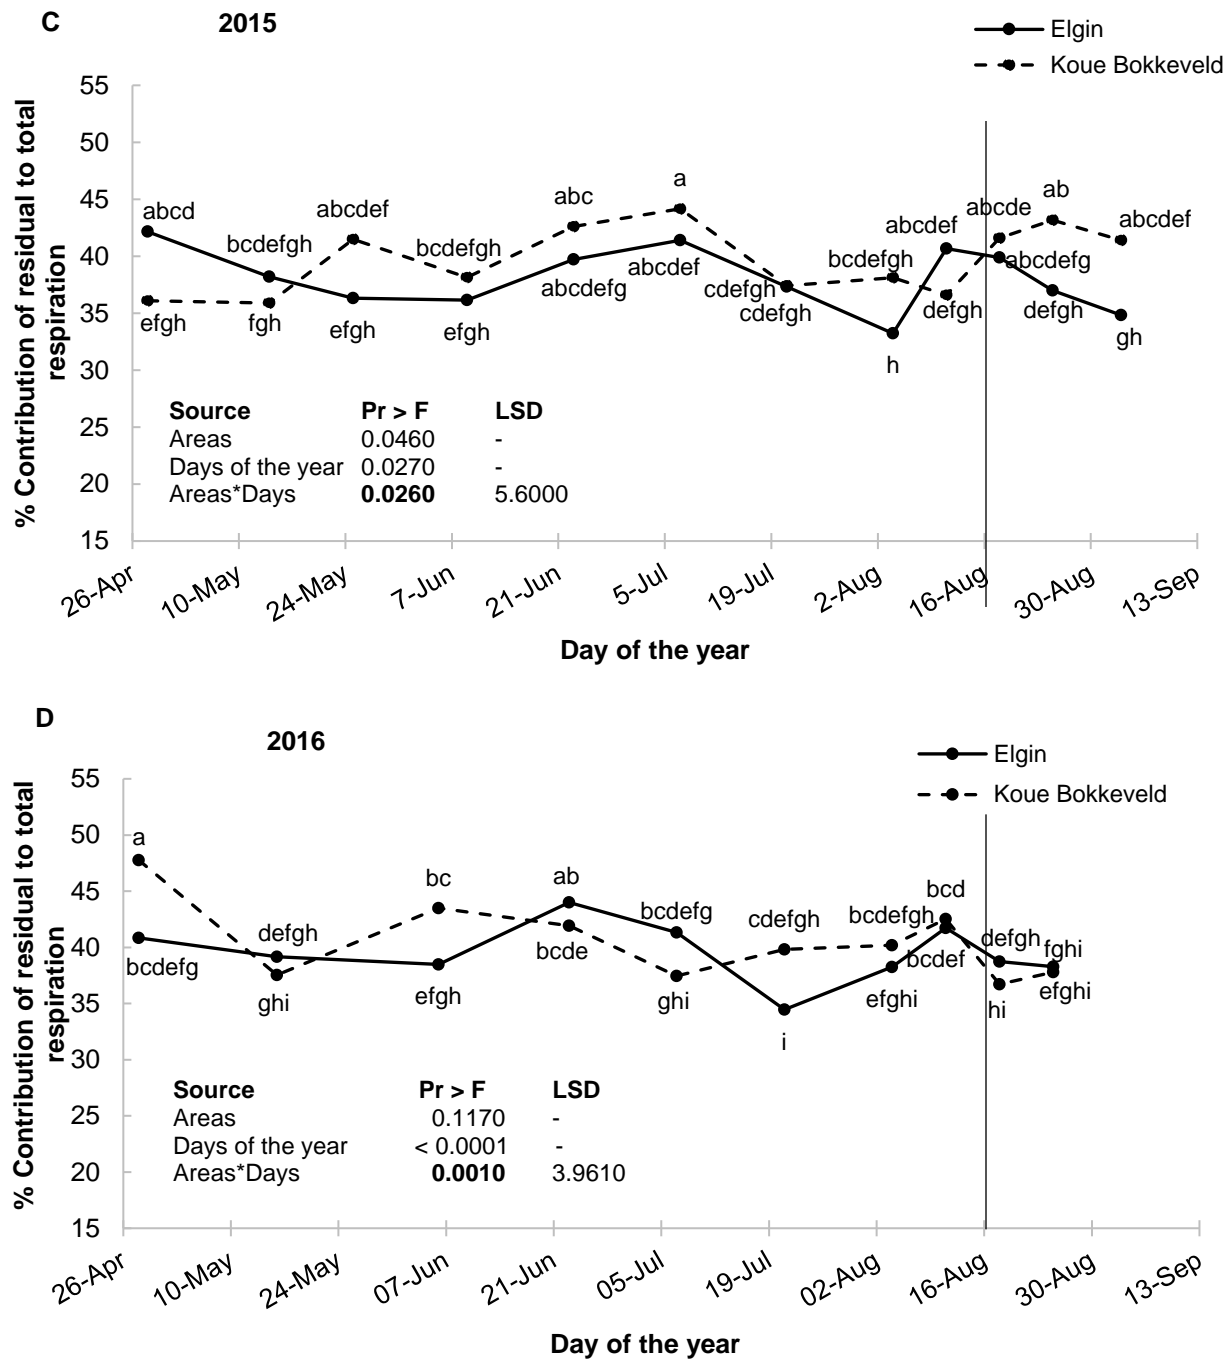 C
2015
Elgin
Koue Bokkeveld
% Contribution of residual to total
respiration
55
50
45
40
35
30
25
20
15
abcd
bcdefgh
abcdef
bcdefgh
abc
a
bcdefgh
abcdef
abcde
ab
abcdef
efgh
fgh
efgh
efgh
abcdefg
abcdef
cdefgh
cdefgh
h
defgh
abcdefg
defgh
gh
Source Pr > F LSD
Areas 0.0460 -
Days of the year 0.0270 -
Areas*Days 0.0260 5.6000
26-Apr 10-May 24-May 7-Jun 21-Jun 5-Jul 19-Jul 2-Aug 16-Aug 30-Aug 13-Sep
Day of the year
D
2016
Elgin
Koue Bokkeveld
% Contribution of residual to total
respiration
55
50
45
40
35
30
25
20
15
a
defgh
bc
ab
bcdefg
cdefgh
bcdefgh
bcd
defgh
fghi
bcdefg
ghi
efgh
bcde
ghi
i
efghi
bcdef
hi
efghi
Source Pr > F LSD
Areas 0.1170 -
Days of the year < 0.0001 -
Areas*Days 0.0010 3.9610
26-Apr 10-May 24-May 07-Jun 21-Jun 05-Jul 19-Jul 02-Aug 16-Aug 30-Aug 13-Sep
Day of the year